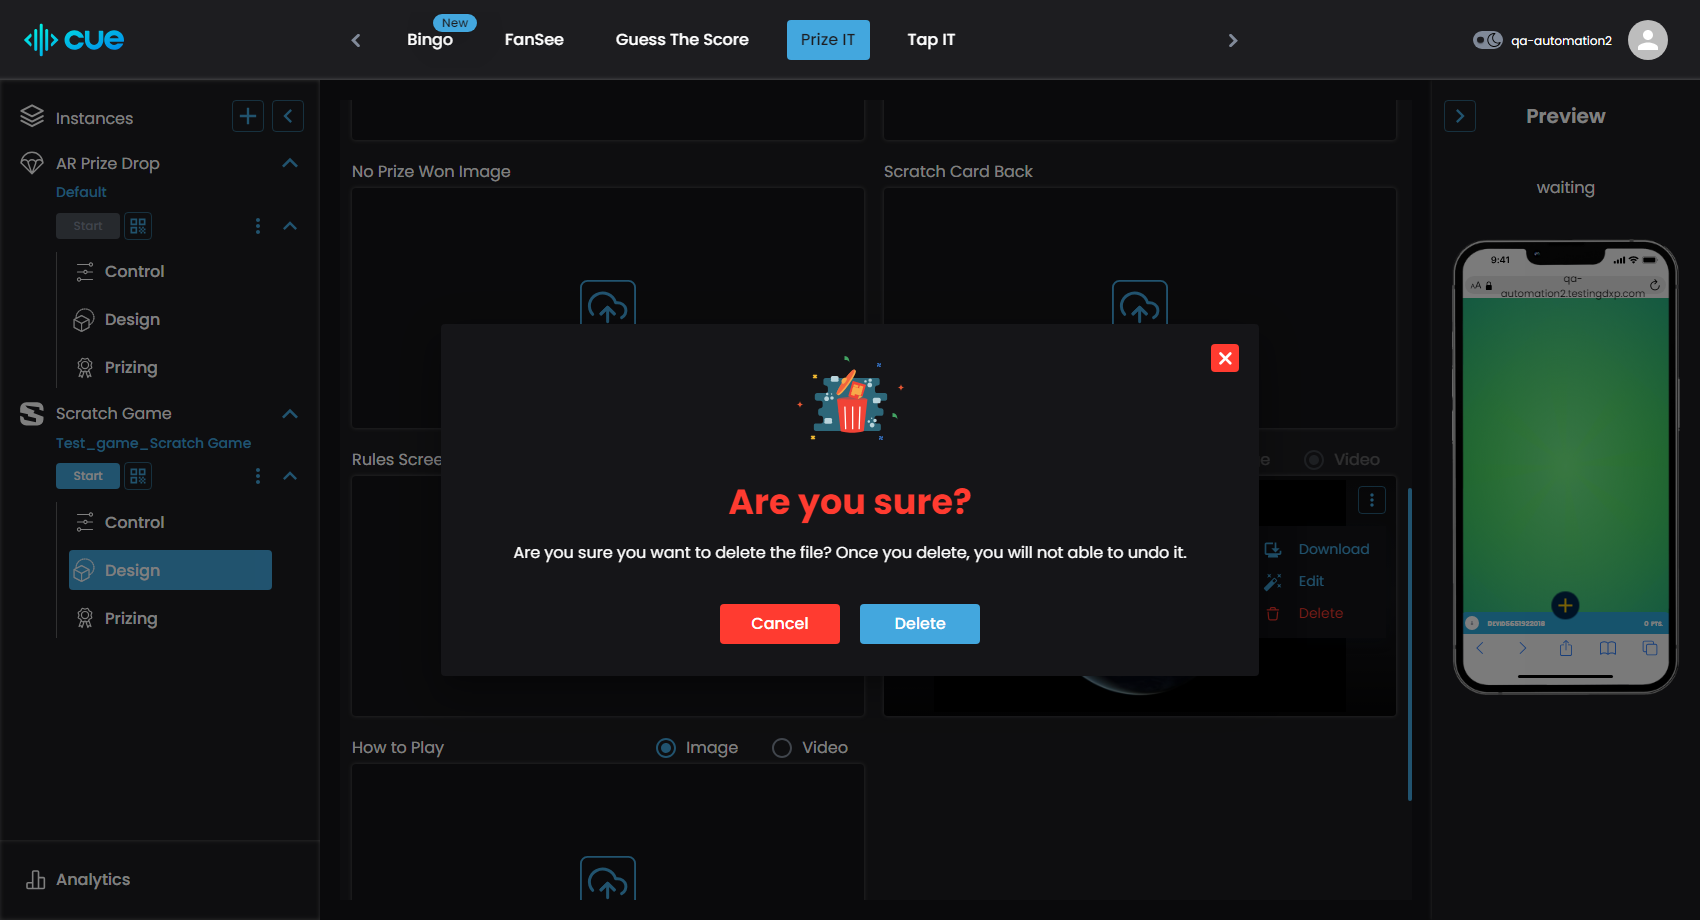 cue
New
Bingo
FanSee
Guess The Score
Prize IT
Tap IT
qa-automation2
Instances
AR Prize Drop
Default
Start
Control
Design
Prizing
Scratch Game
Test_game_Scratch Game
Start
Control
Design
Prizing
Analytics
No Prize Won Image
Scratch Card Back
Rules Scree
e
Video
Download
Edit
Delete
How to Play
Image
Video
Are you sure?
Are you sure you want to delete the file? Once you delete, you will not able to undo it.
Cancel
Delete
Preview
waiting
9:41
AA
qa-
automation2.testingdxp.com
0 PTS.